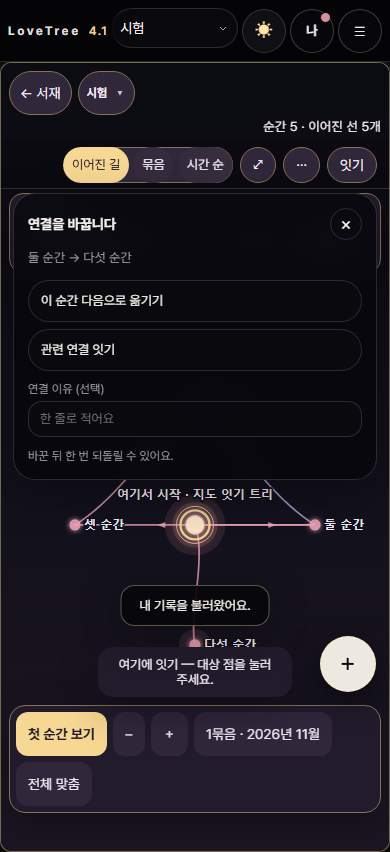 LoveTree 4.1 시험 나 ☰
← 서재 시험 ▼
순간 5 · 이어진 선 5개
이어진 길 묶음 시간 순 ⤢ ··· 잇기
연결을 바꿉니다 ×
둘 순간 → 다섯 순간
이 순간 다음으로 옮기기
관련 연결 잇기
연결 이유 (선택)
한 줄로 적어요
바꾼 뒤 한 번 되돌릴 수 있어요.
여기서 시작 · 지도 잇기 트리
셋 순간 둘 순간
내 기록을 불러왔어요.
다섯 순간
여기에 잇기 — 대상 점을 눌러
주세요.
+
첫 순간 보기 − + 1묶음 · 2026년 11월
전체 맞춤